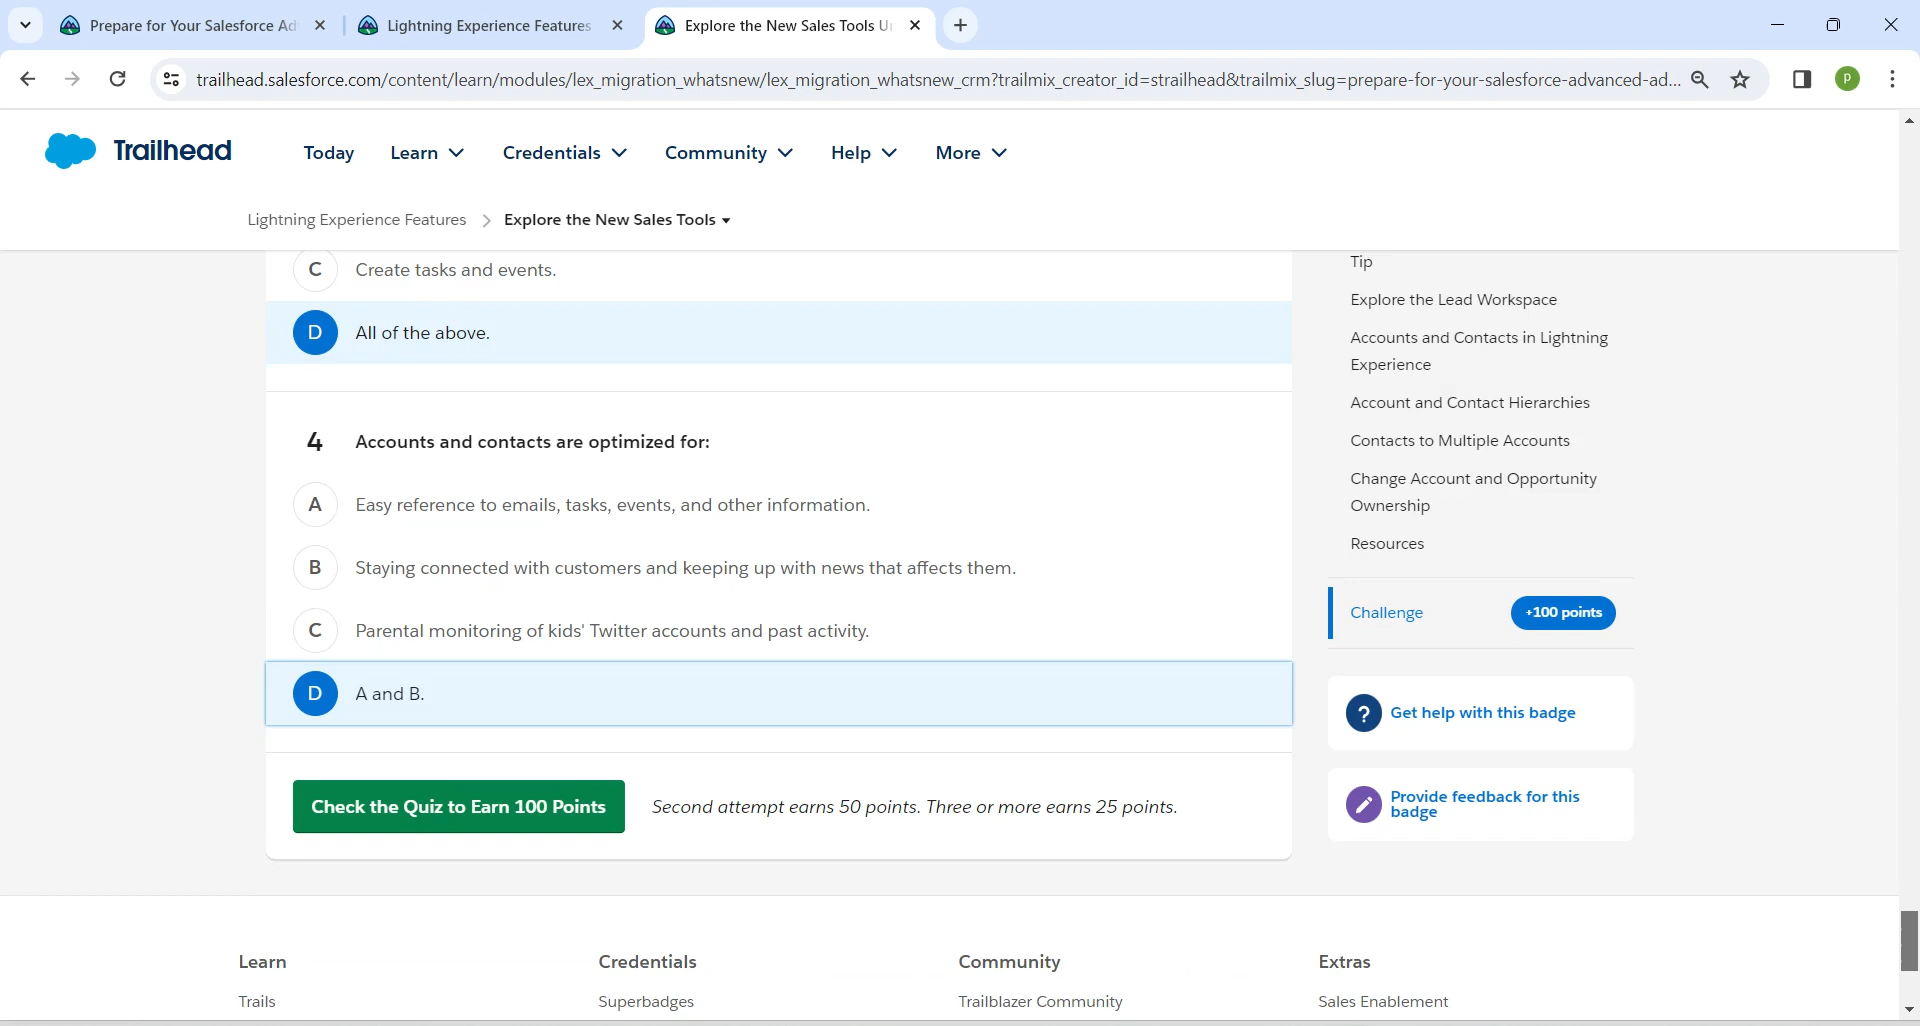 Prepare for Your Salesforce Ad
Lightning Experience Features
Explore the New Sales Tools U
trailhead.salesforce.com/content/learn/modules/lex_migration_whatsnew/lex_migration_whatsnew_crm?trailmix_creator_id=strailhead&trailmix_slug=prepare-for-your-salesforce-advanced-ad...
P
Trailhead
Today
Learn
Credentials
Community
Help
More
Lightning Experience Features
Explore the New Sales Tools
C Create tasks and events.
D All of the above.
4 Accounts and contacts are optimized for:
A Easy reference to emails, tasks, events, and other information.
B Staying connected with customers and keeping up with news that affects them.
C Parental monitoring of kids' Twitter accounts and past activity.
D A and B.
Check the Quiz to Earn 100 Points
Second attempt earns 50 points. Three or more earns 25 points.
Tip
Explore the Lead Workspace
Accounts and Contacts in Lightning
Experience
Account and Contact Hierarchies
Contacts to Multiple Accounts
Change Account and Opportunity
Ownership
Resources
Challenge
+100 points
? Get help with this badge
Provide feedback for this
badge
Learn
Credentials
Community
Extras
Trails
Superbadges
Trailblazer Community
Sales Enablement